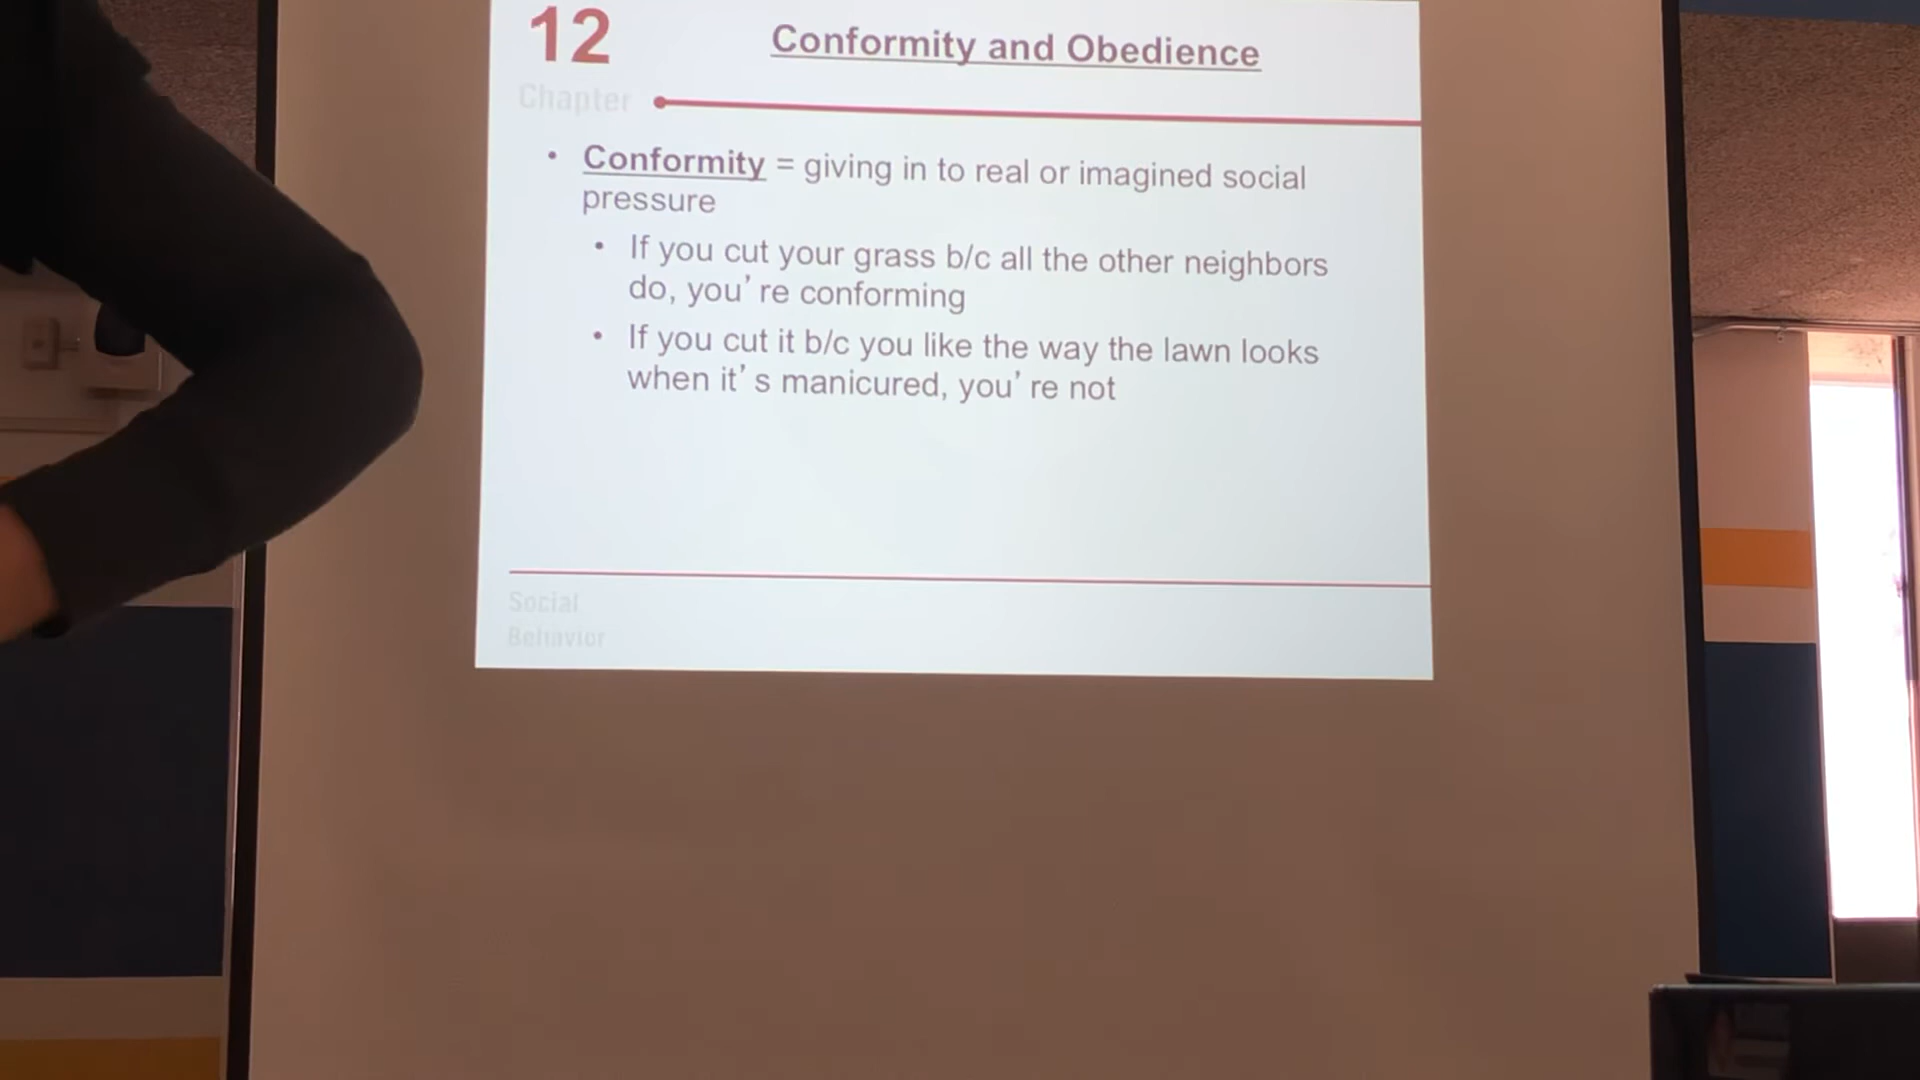 12
Conformity and Obedience
Chapter
• Conformity = giving in to real or imagined social
pressure
• If you cut your grass b/c all the other neighbors
do, you’ re conforming
• If you cut it b/c you like the way the lawn looks
when it’ s manicured, you’ re not
Social
Behavior